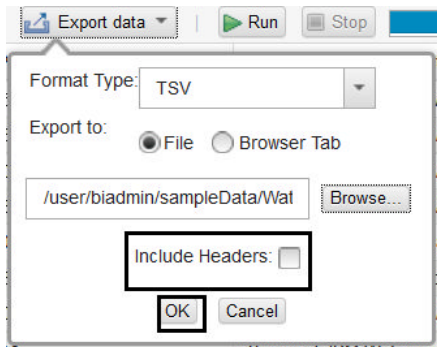 Export data Run Stop
Format Type: TSV
Export to:
File Browser Tab
/user/biadmin/sampleData/Wat Browse...
Include Headers:
OK Cancel